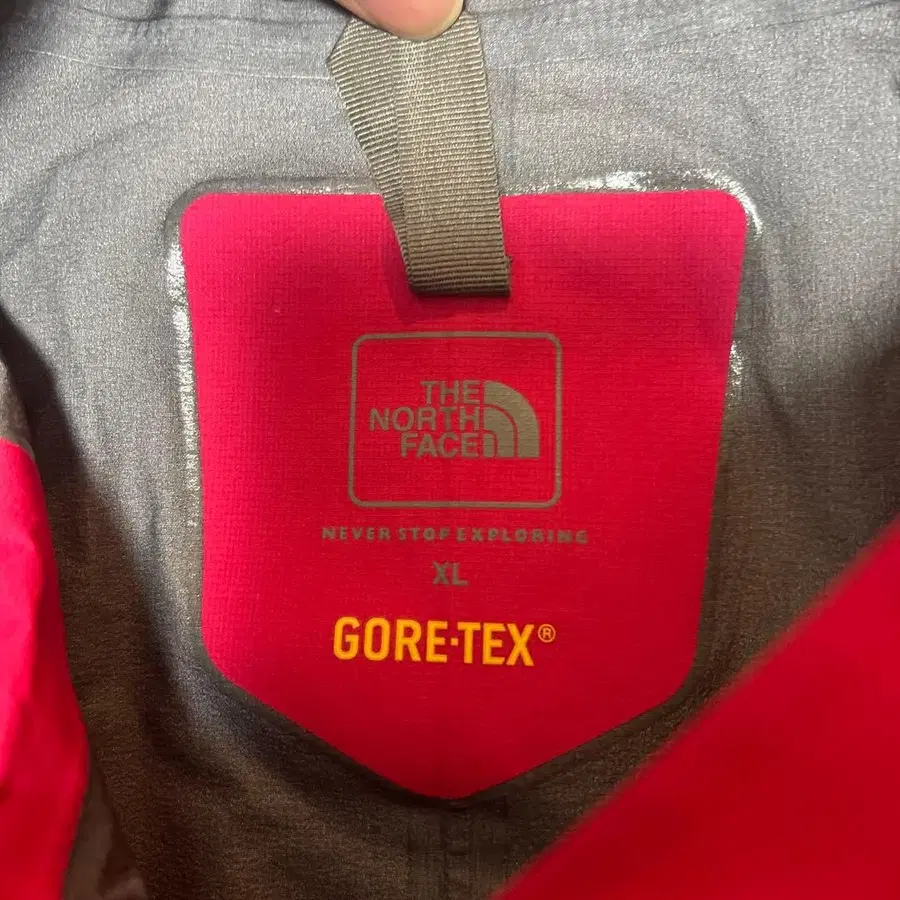 THE
NORTH
FACE
NEVER STOP EXPLORING
XL
GORE-TEX®